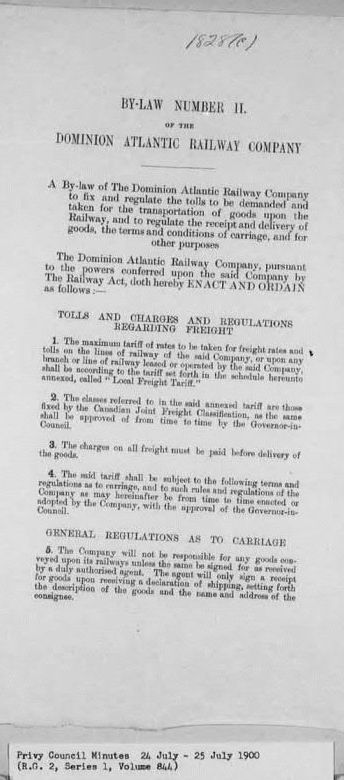 1828(c)
BY-LAW NUMBER II.
OF THE
DOMINION ATLANTIC RAILWAY COMPANY
A By-law of The Dominion Atlantic Railway Company
to fix and regulate the tolls to be demanded and
taken for the transportation of goods upon the
Railway, and to regulate the receipt and delivery of
goods, the terms and conditions of carriage, and for
other purposes
The Dominion Atlantic Railway Company, pursuant
to the powers conferred upon the said Company by
The Railway Act, doth hereby ENACT AND ORDAIN
as follows:—
TOLLS AND CHARGES AND REGULATIONS
REGARDING FREIGHT
1. The maximum tariff of rates to be taken for freight rates and
tolls on the lines of railway of the said Company, or upon any
branch or line of railway leased or operated by the said Company,
shall be according to the tariff set forth in the schedule hereunto
annexed, called "Local Freight Tariff."
2. The classes referred to in the said annexed tariff are those
fixed by the Canadian Joint Freight Classification, as the same
shall be approved of from time to time by the Governor-in-
Council.
3. The charges on all freight must be paid before delivery of
the goods.
4. The said tariff shall be subject to the following terms and
regulations as to carriage, and to such rules and regulations of the
Company as may hereinafter be from time to time enacted or
adopted by the Company, with the approval of the Governor-in-
Council.
GENERAL REGULATIONS AS TO CARRIAGE
5. The Company will not be responsible for any goods con-
veyed upon its railways unless the same be signed for as received
by a duly authorised agent. The agent will only sign a receipt
for goods upon receiving a declaration of shipping, setting forth
the description of the goods and the name and address of the
consignee.
Privy Council Minutes 24 July - 25 July 1900
(R.G. 2, Series 1, Volume 844)